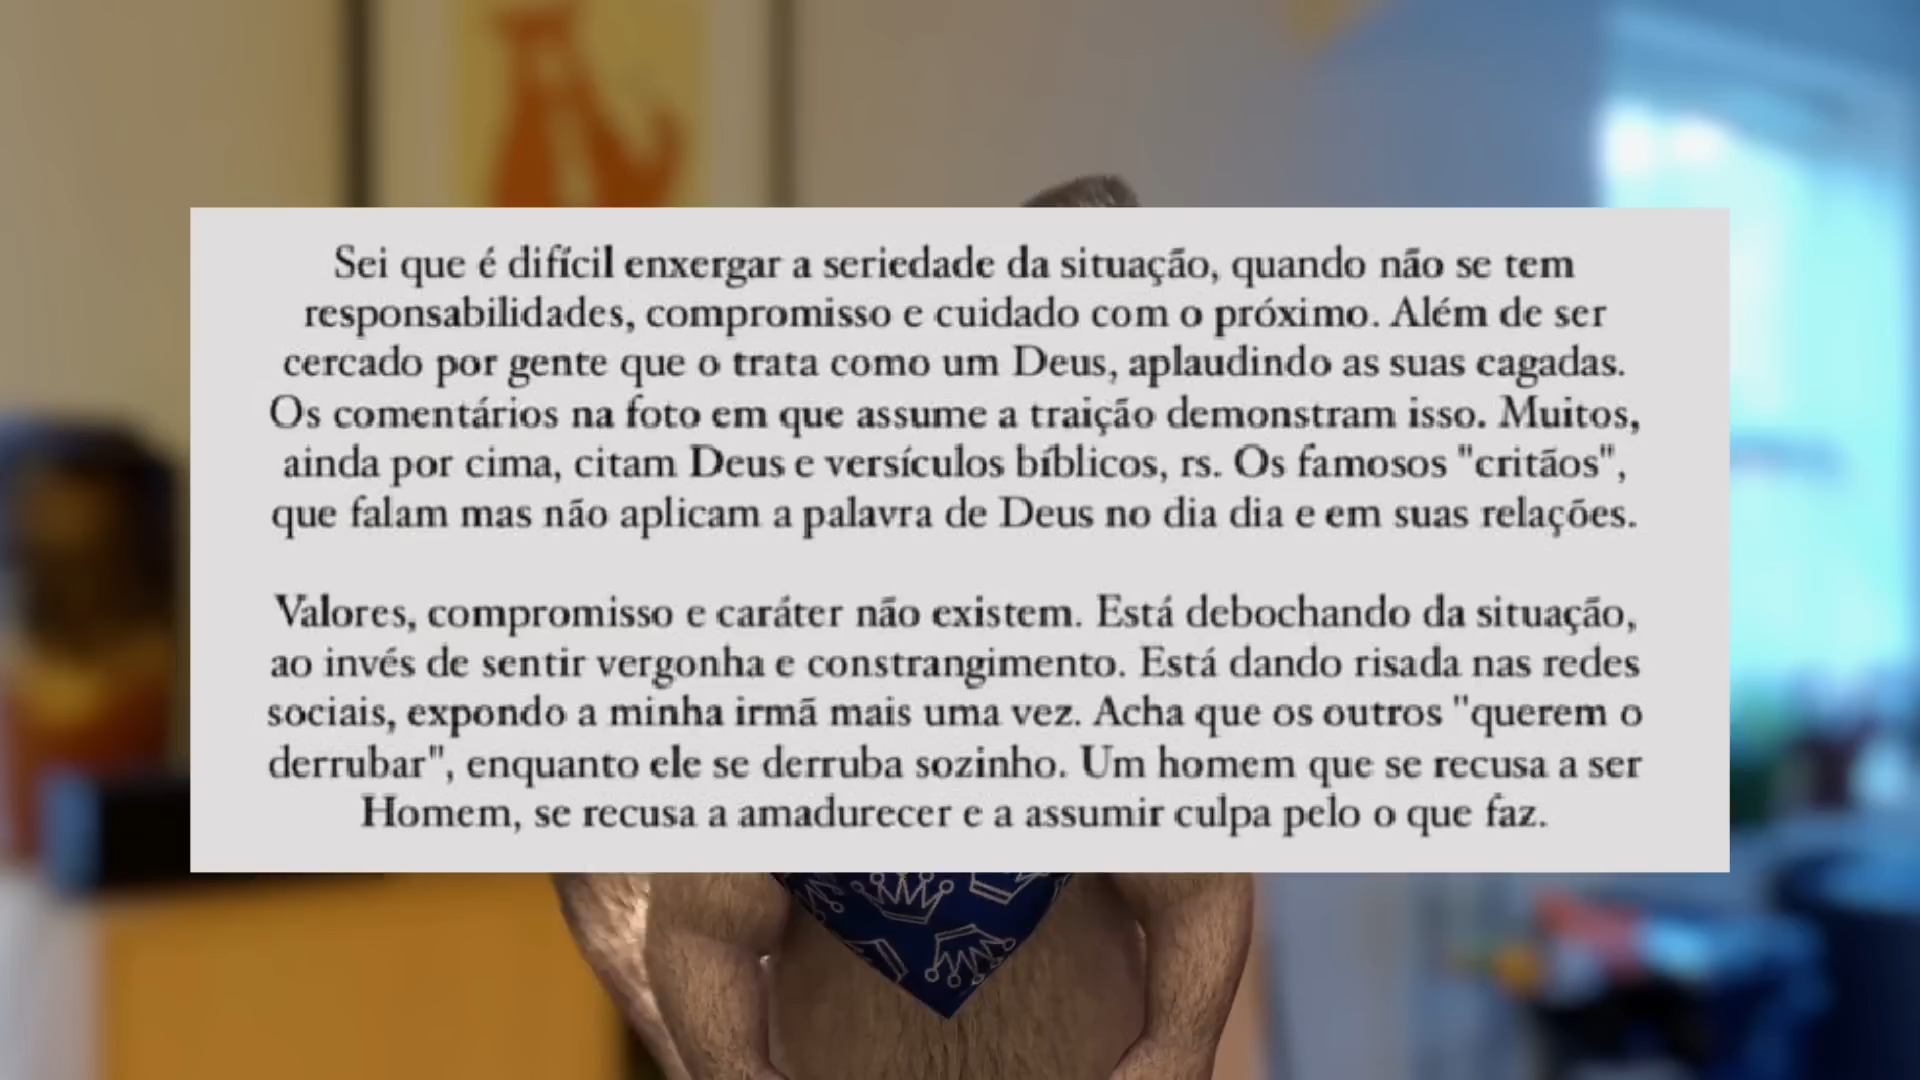 Sei que é difícil enxergar a seriedade da situação, quando não se tem
responsabilidades, compromisso e cuidado com o próximo. Além de ser
cercado por gente que o trata como um Deus, aplaudindo as suas cagadas.
Os comentários na foto em que assume a traição demonstram isso. Muitos,
ainda por cima, citam Deus e versículos bíblicos, rs. Os famosos "critãos",
que falam mas não aplicam a palavra de Deus no dia dia e em suas relações.
Valores, compromisso e caráter não existem. Está debochando da situação,
ao invés de sentir vergonha e constrangimento. Está dando risada nas redes
sociais, expondo a minha irmã mais uma vez. Acha que os outros "querem o
derrubar", enquanto ele se derruba sozinho. Um homem que se recusa a ser
Homem, se recusa a amadurecer e a assumir culpa pelo o que faz.